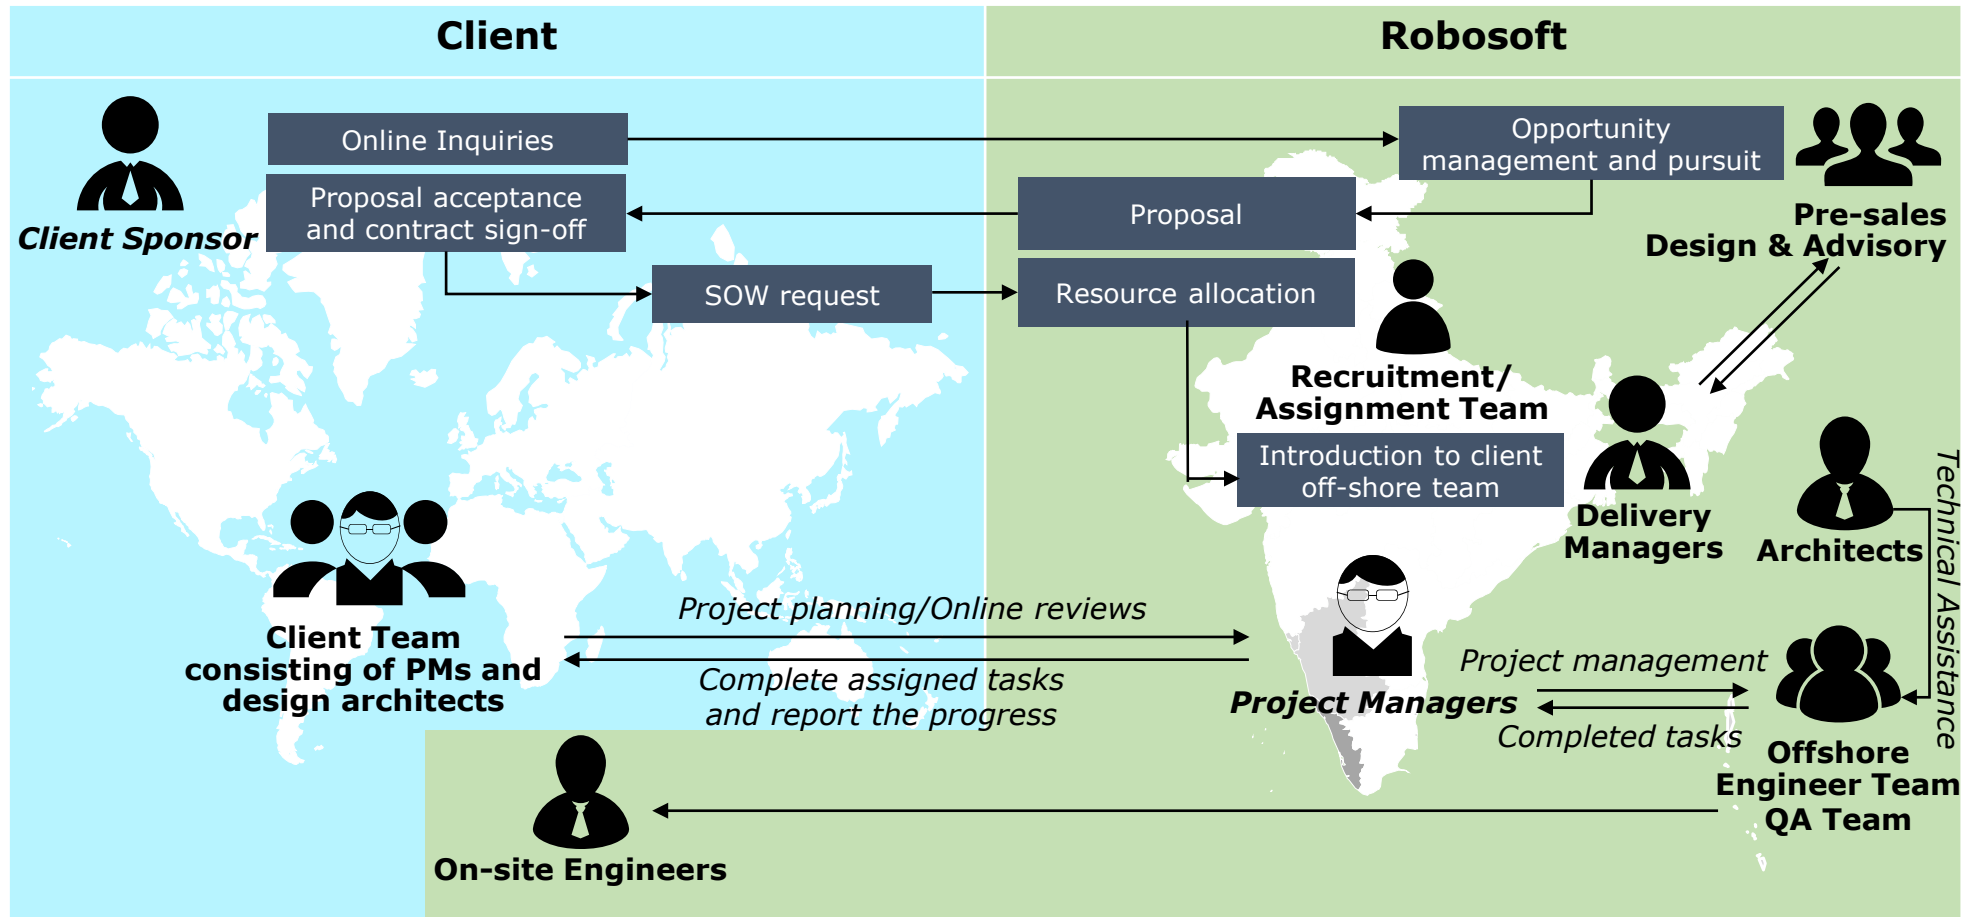 Client
Robosoft
Online Inquiries
Opportunity
management and pursuit
Proposal acceptance
and contract sign-off
Proposal
Client Sponsor
Pre-sales
Design & Advisory
SOW request
Resource allocation
Recruitment/
Assignment Team
Introduction to client
off-shore team
Delivery
Managers
Architects
Technical Assistance
Client Team
consisting of PMs and
design architects
Project planning/Online reviews
Complete assigned tasks
and report the progress
Project Managers
Project management
Completed tasks
Offshore
Engineer Team
QA Team
On-site Engineers